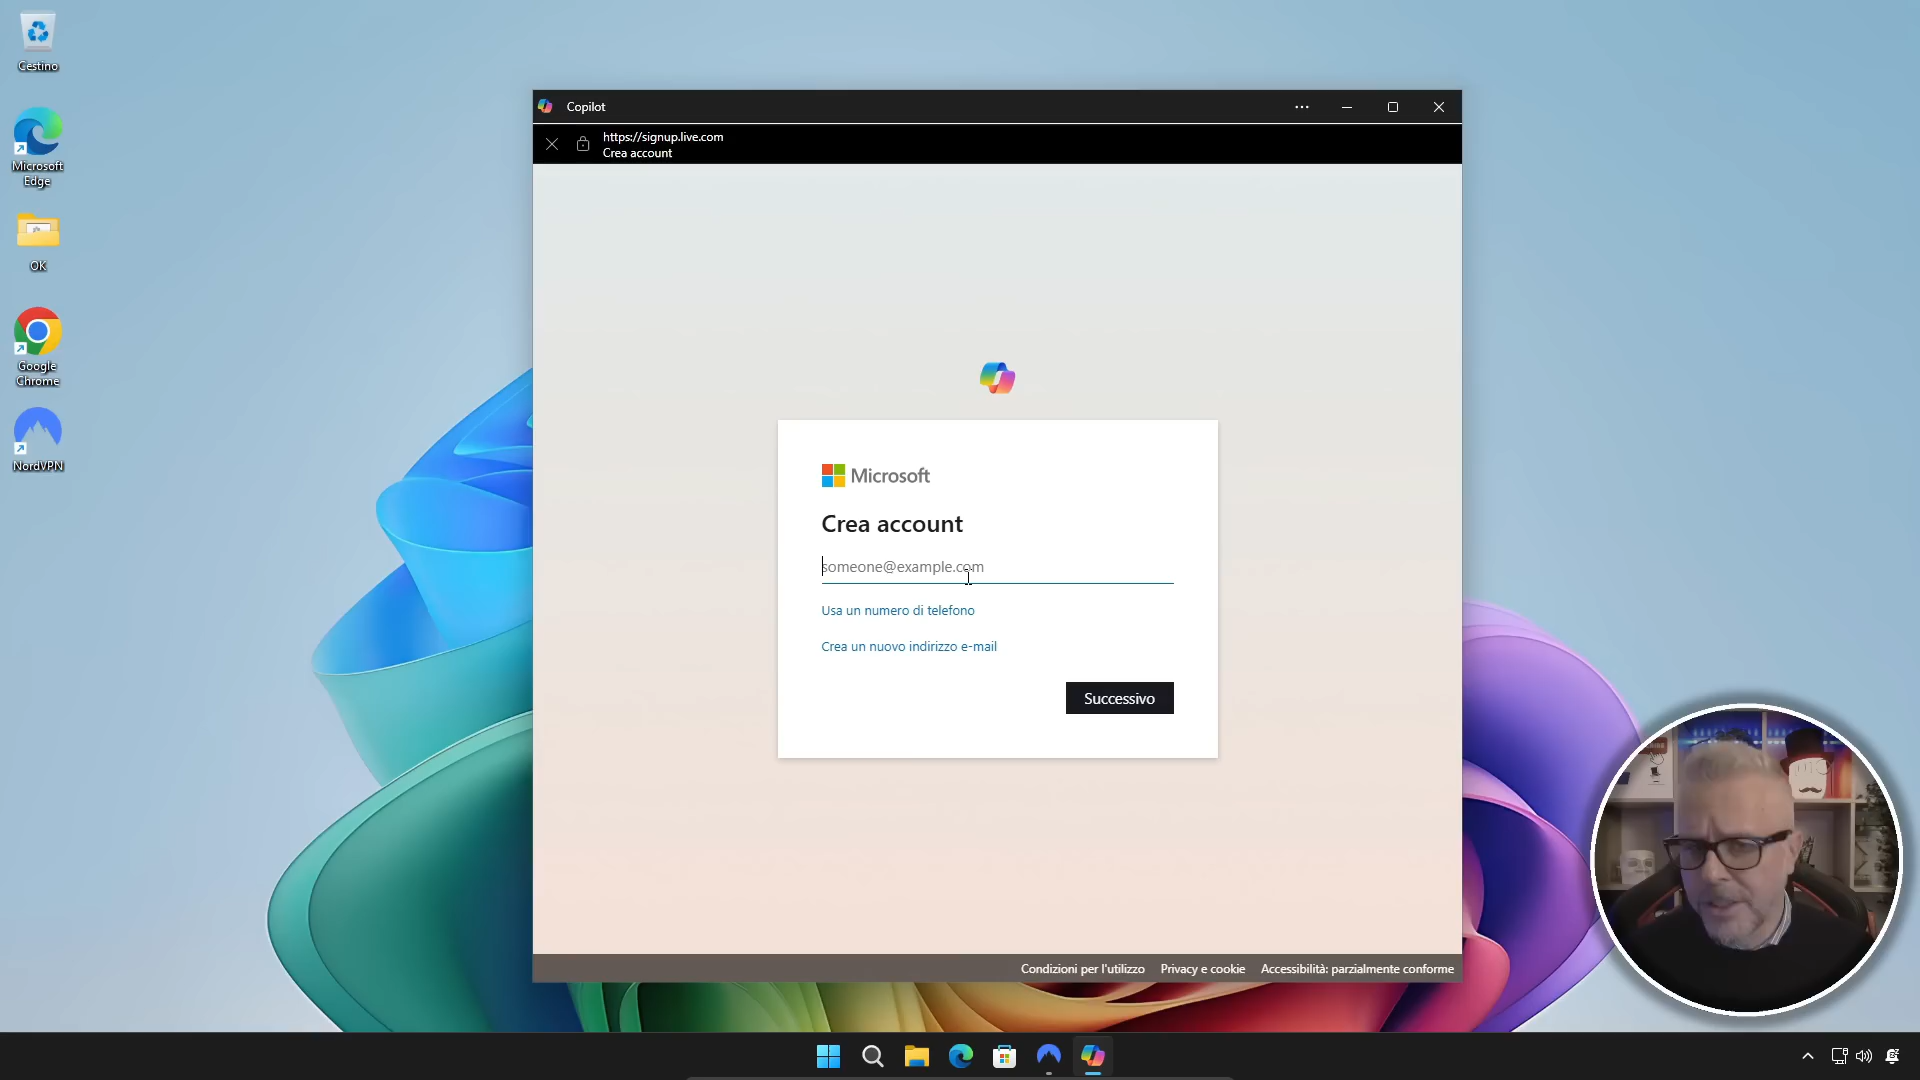 Cestino
Microsoft
Edge
OK
Google
Chrome
NordVPN
Copilot
https://signup.live.com
Crea account
Microsoft
Crea account
someone@example.com
Usa un numero di telefono
Crea un nuovo indirizzo e-mail
Successivo
Condizioni per l'utilizzo
Privacy e cookie
Accessibilità: parzialmente conforme